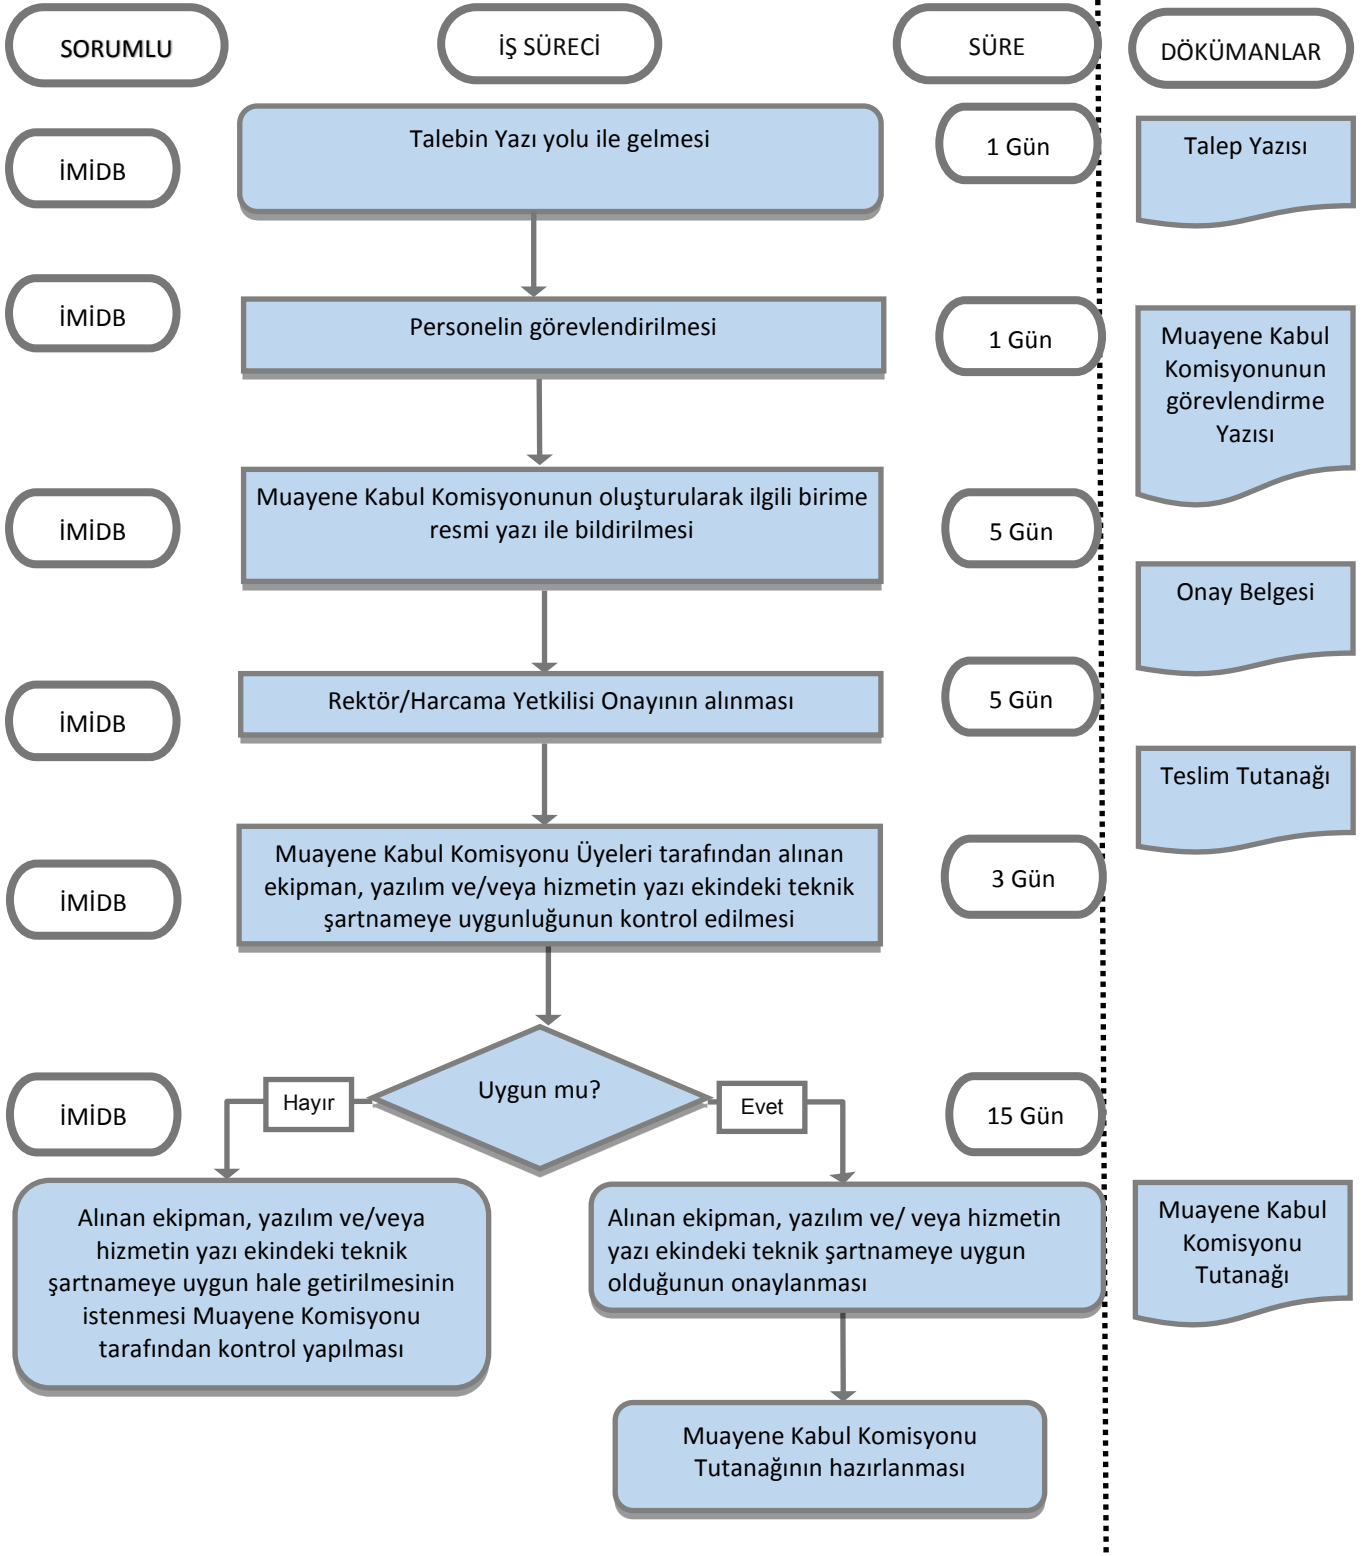 SORUMLU
İŞ SÜRECİ
SÜRE
DÖKÜMANLAR
İMİDB
Talebin Yazı yolu ile gelmesi
1 Gün
Talep Yazısı
İMİDB
Personelin görevlendirilmesi
1 Gün
Muayene Kabul
Komisyonunun
görevlendirme
Yazısı
İMİDB
Muayene Kabul Komisyonunun oluşturularak ilgili birime
resmi yazı ile bildirilmesi
5 Gün
Onay Belgesi
İMİDB
Rektör/Harcama Yetkilisi Onayının alınması
5 Gün
Teslim Tutanağı
İMİDB
Muayene Kabul Komisyonu Üyeleri tarafından alınan
ekipman, yazılım ve/veya hizmetin yazı ekindeki teknik
şartnameye uygunluğunun kontrol edilmesi
3 Gün
İMİDB
Hayır
Uygun mu?
Evet
15 Gün
Alınan ekipman, yazılım ve/veya
hizmetin yazı ekindeki teknik
şartnameye uygun hale getirilmesinin
istenmesi Muayene Komisyonu
tarafından kontrol yapılması
Alınan ekipman, yazılım ve/ veya hizmetin
yazı ekindeki teknik şartnameye uygun
olduğunun onaylanması
Muayene Kabul
Komisyonu
Tutanağı
Muayene Kabul Komisyonu
Tutanağının hazırlanması